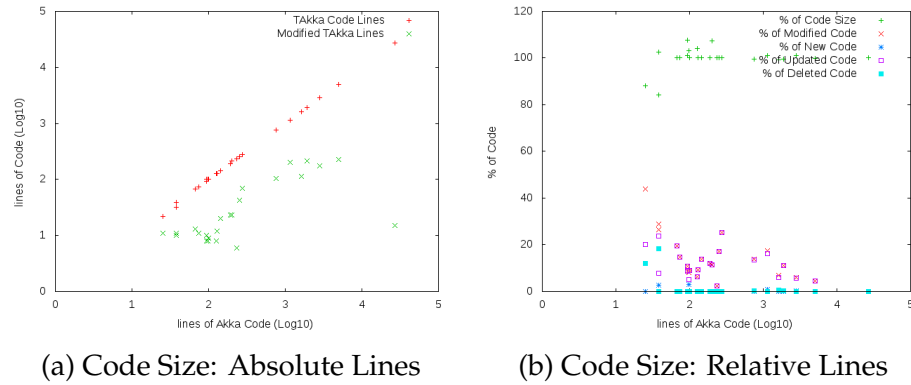 5
4
3
2
1
0
0
1
2
3
4
5
lines of Code (Log10)
lines of Akka Code (Log10)
TAkka Code Lines
Modified TAkka Lines
(a) Code Size: Absolute Lines
120
100
80
60
40
20
0
0
1
2
3
4
5
% of Code
lines of Akka Code (Log10)
% of Code Size
% of Modified Code
% of New Code
% of Updated Code
% of Deleted Code
(b) Code Size: Relative Lines